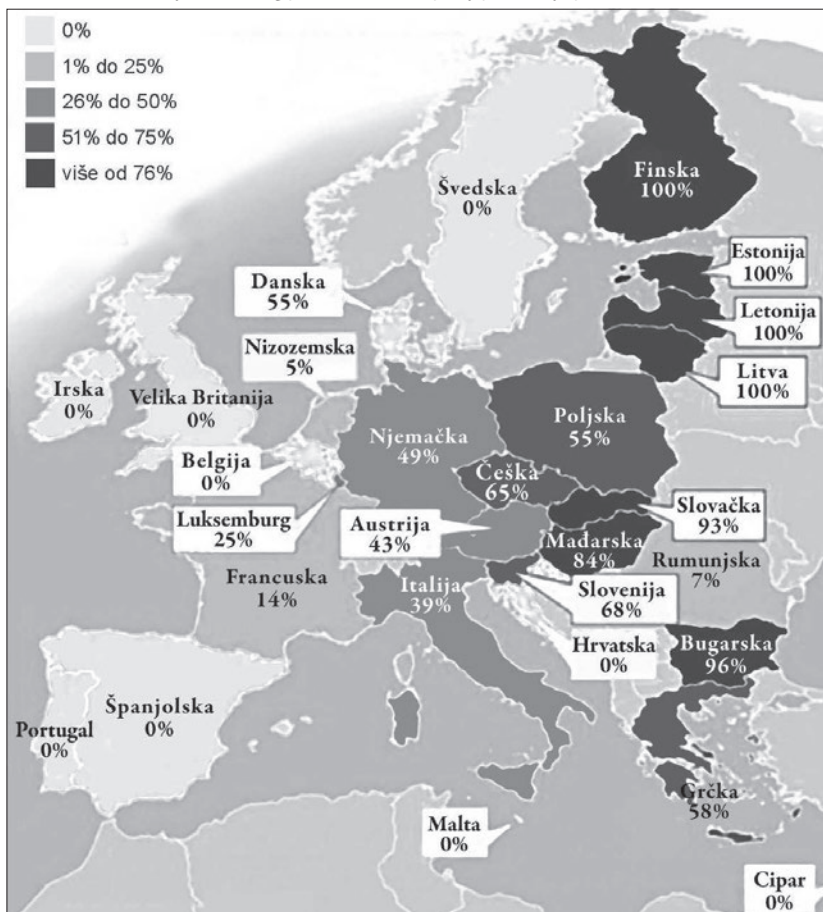 0%
1% do 25%
26% do 50%
51% do 75%
više od 76%
Finska
100%
Švedska
0%
Estonija
100%
Danska
55%
Letonija
100%
Nizozemska
5%
Litva
100%
Irska
0%
Velika Britanija
0%
Poljska
55%
Njemačka
49%
Belgija
0%
Češka
65%
Slovačka
93%
Luksemburg
25%
Austrija
43%
Mađarska
84%
Rumunjska
7%
Francuska
14%
Italija
39%
Slovenija
68%
Hrvatska
0%
Bugarska
96%
Španjolska
0%
Portugal
0%
Grčka
58%
Malta
0%
Cipar
0%